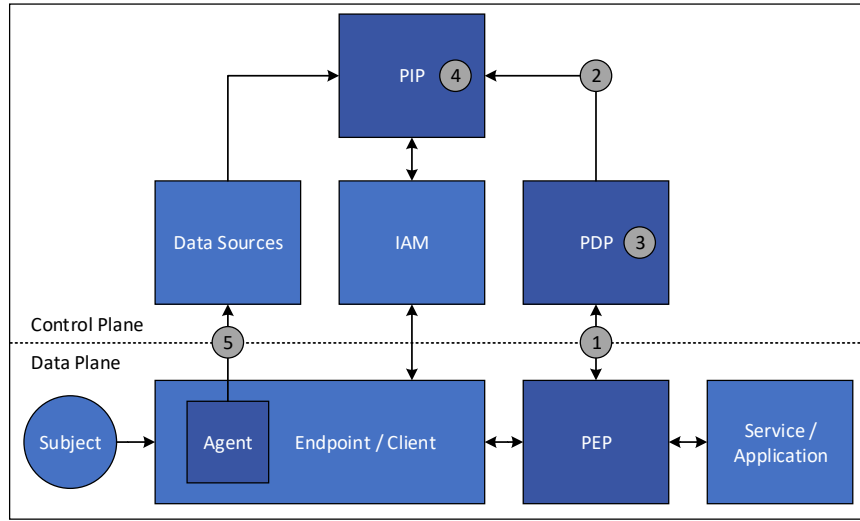 PIP
4
2
Data Sources
IAM
PDP
3
Control Plane
5
1
Data Plane
Subject
Agent
Endpoint / Client
PEP
Service /
Application